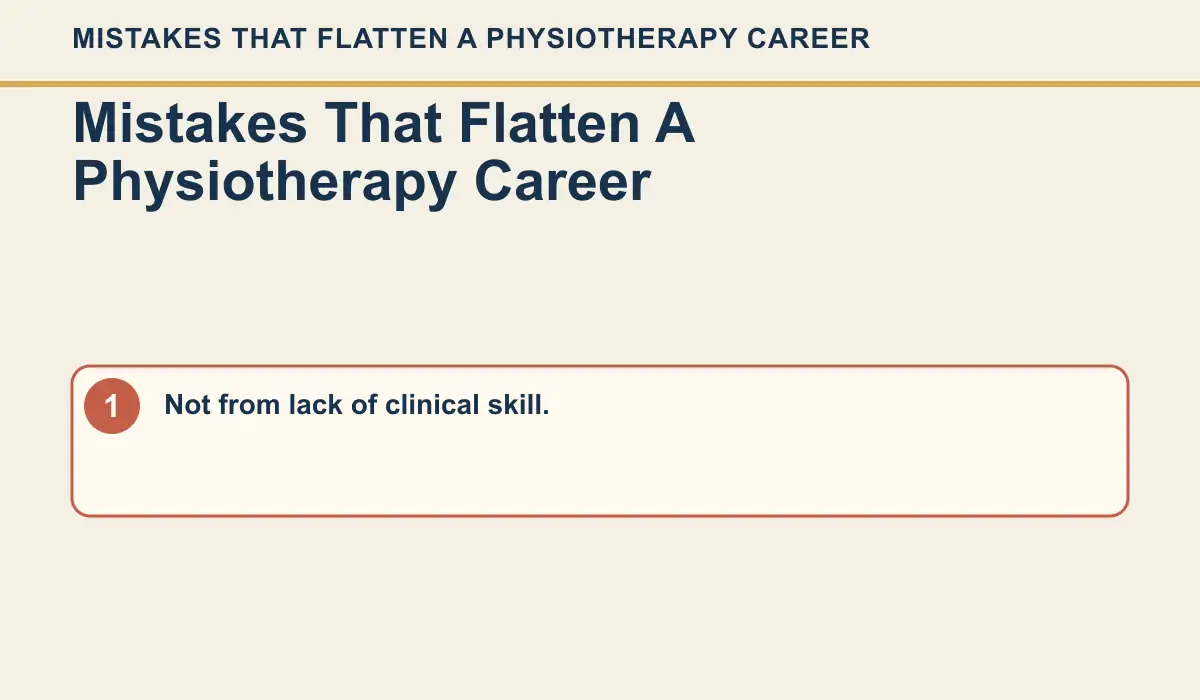 MISTAKES THAT FLATTEN A PHYSIOTHERAPY CAREER
Mistakes That Flatten A
Physiotherapy Career
1 Not from lack of clinical skill.